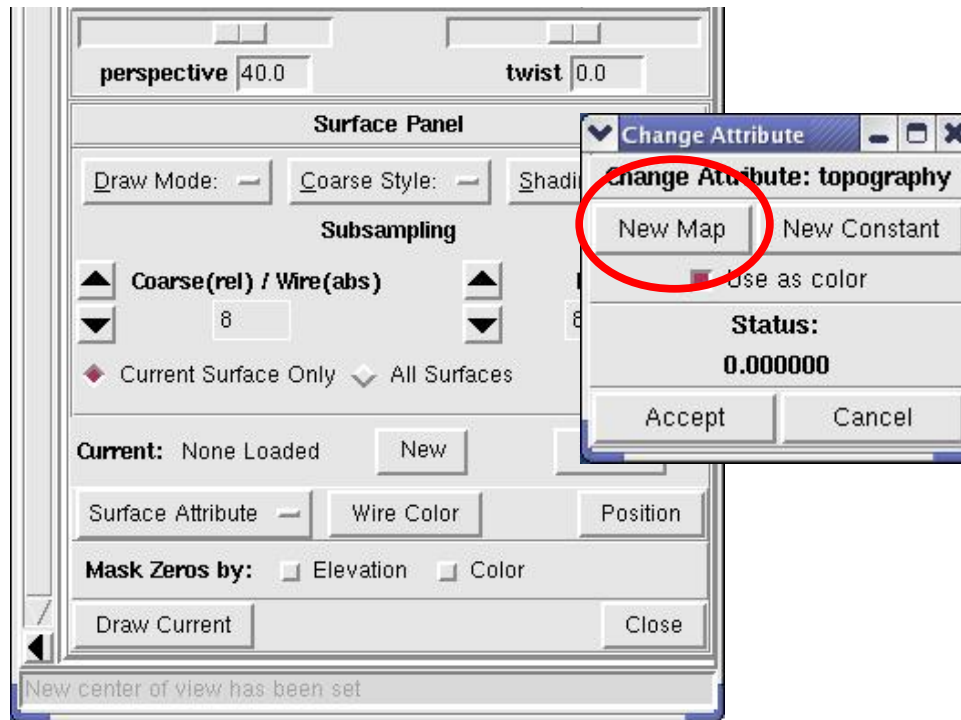 perspective 40.0 twist 0.0
Surface Panel
Draw Mode: Coarse Style:
Subsampling
Coarse(rel) / Wire(abs)
8
Current Surface Only All Surfaces
Current: None Loaded New
Surface Attribute Wire Color Position
Mask Zeros by: Elevation Color
Draw Current Close
New center of view has been set
Change Attribute
Change Attribute: topography
New Map New Constant
Use as color
Status:
0.000000
Accept Cancel